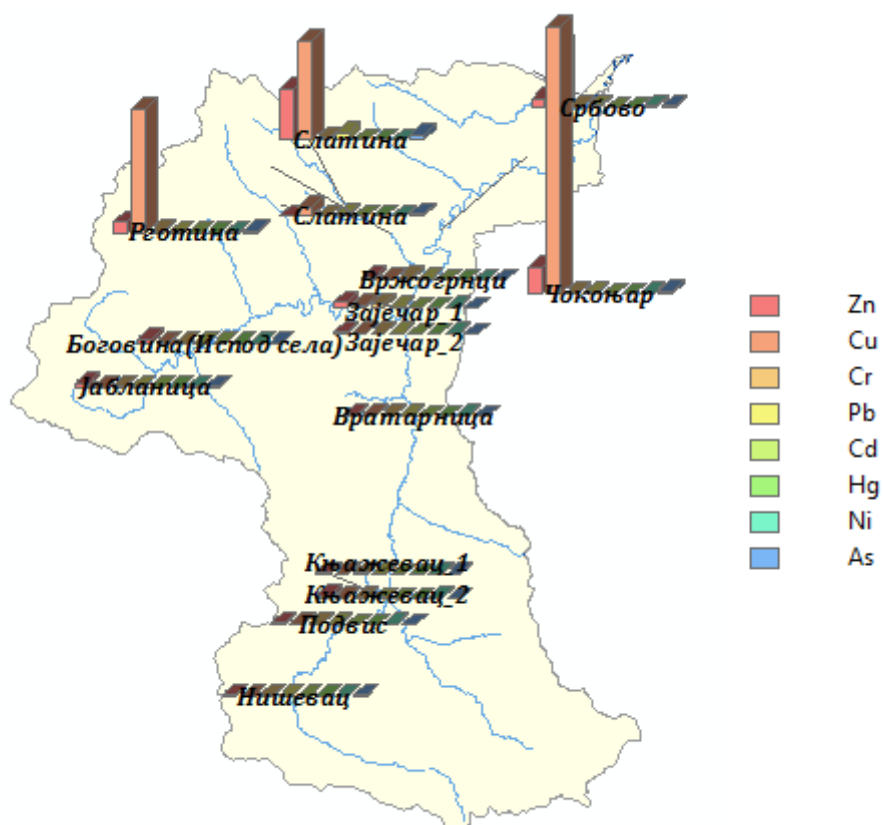 Србово
Слатина
Слатина
Рготина
Вржогрнци
Чокоњар
Зајечар_1
Зајечар_2
Боговина(Испод села)
Јабланица
Вратарница
Књажевац_1
Књажевац_2
Подвис
Нишевац
Zn
Cu
Cr
Pb
Cd
Hg
Ni
As